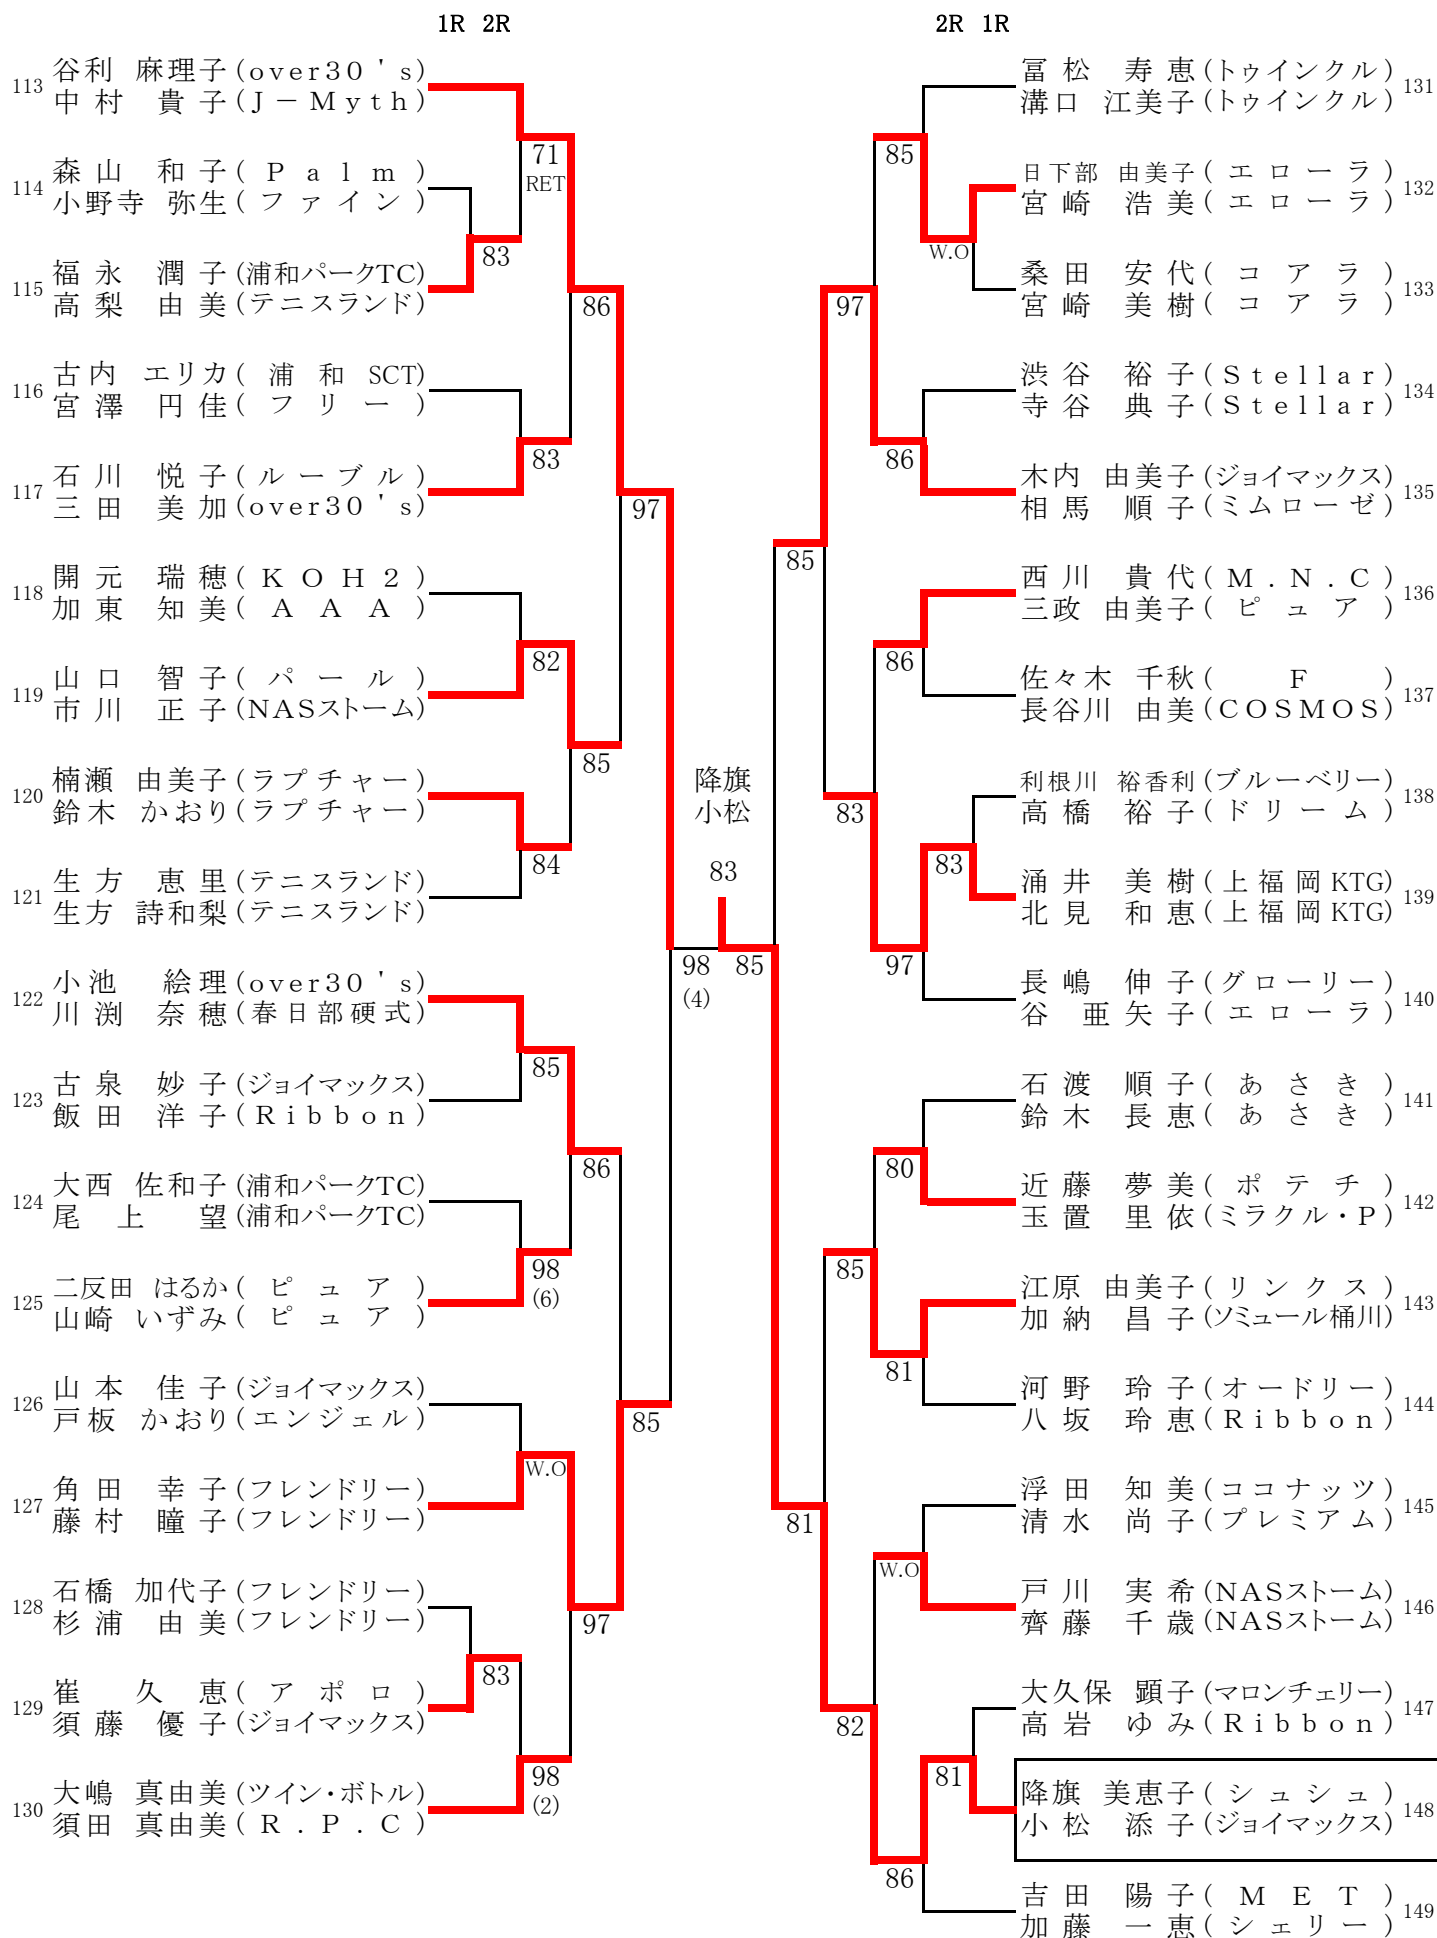 1R 2R
113 谷利 麻理子(over30's)
中村 貴子(J-Myth)
71
RET
114 森山 和子(Palm)
小野寺 弥生(ファイン)
83
115 福永 潤子(浦和パークTC)
高梨 由美(テニスランド)
86
116 古内 エリカ(浦和 SCT)
宮澤 円佳(フリー)
83
117 石川 悦子(ルーブル)
三田 美加(over30's)
97
118 開元 瑞穂(KOH2)
加東 知美(AAA)
82
119 山口 智子(パール)
市川 正子(NASストーム)
85
120 楠瀬 由美子(ラプチャー)
鈴木 かおり(ラプチャー)
84
121 生方 恵里(テニスランド)
生方 詩和梨(テニスランド)
98
(4)
122 小池 絵理(over30's)
川渕 奈穂(春日部硬式)
85
123 古泉 妙子(ジョイマックス)
飯田 洋子(Ribbon)
86
124 大西 佐和子(浦和パークTC)
尾上 望(浦和パークTC)
98
(6)
125 二反田 はるか(ピュア)
山崎 いずみ(ピュア)
126 山本 佳子(ジョイマックス)
戸板 かおり(エンジェル)
85
W.O
127 角田 幸子(フレンドリー)
藤村 瞳子(フレンドリー)
128 石橋 加代子(フレンドリー)
杉浦 由美(フレンドリー)
97
83
129 崔 久恵(アポロ)
須藤 優子(ジョイマックス)
98
(2)
130 大嶋 真由美(ツイン・ボトル)
須田 真由美(R.P.C)
降旗
小松
83
85
2R 1R
冨松 寿恵(トゥインクル) 131
溝口 江美子(トゥインクル)
85
日下部 由美子(エローラ) 132
宮崎 浩美(エローラ)
W.O
桑田 安代(コアラ) 133
宮崎 美樹(コアラ)
97
渋谷 裕子(Stellar) 134
寺谷 典子(Stellar)
86
木内 由美子(ジョイマックス) 135
相馬 順子(ミムローゼ)
85
西川 貴代(M.N.C) 136
三政 由美子(ピュア)
86
佐々木 千秋(F) 137
長谷川 由美(COSMOS)
83
利根川 裕香利(ブルーベリー) 138
高橋 裕子(ドリーム)
83
涌井 美樹(上福岡KTG) 139
北見 和恵(上福岡KTG)
97
長嶋 伸子(グローリー) 140
谷 亜矢子(エローラ)
石渡 順子(あさき) 141
鈴木 長恵(あさき)
80
近藤 夢美(ポテチ) 142
玉置 里依(ミラクル・P)
85
江原 由美子(リンクス) 143
加納 昌子(ソミュール桶川)
81
河野 玲子(オードリー) 144
八坂 玲恵(Ribbon)
81
浮田 知美(ココナッツ) 145
清水 尚子(プレミアム)
W.O
戸川 実希(NASストーム) 146
齊藤 千歳(NASストーム)
82
大久保 顕子(マロンチェリー) 147
高岩 ゆみ(Ribbon)
81
降旗 美恵子(シュシュ) 148
小松 添子(ジョイマックス)
86
吉田 陽子(MET) 149
加藤 一恵(シェリー)